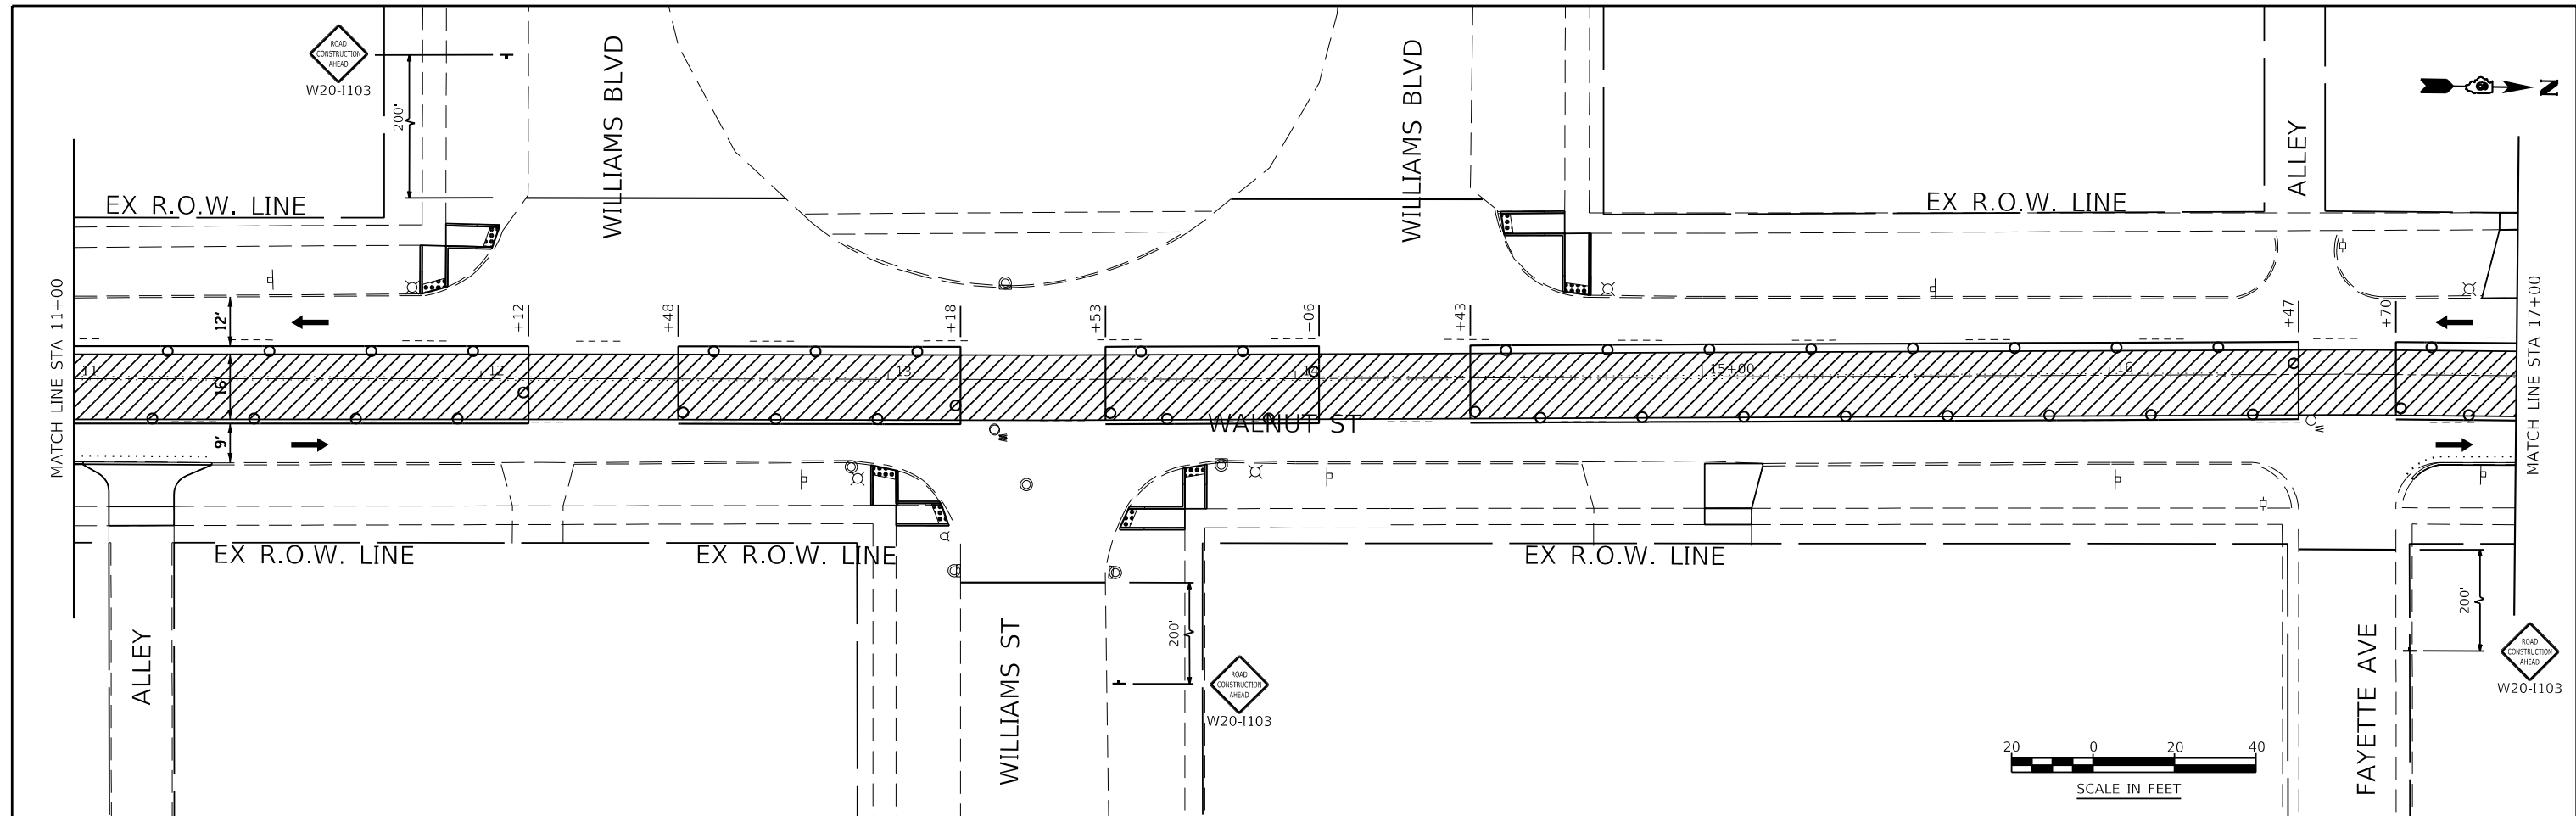 ROAD
CONSTRUCTION
AHEAD
W20-I103
200'
WILLIAMS BLVD
WILLIAMS BLVD
ALLEY
N
EX R.O.W. LINE
EX R.O.W. LINE
MATCH LINE STA 11+00
MATCH LINE STA 17+00
12'
16'
9'
+12
+48
+18
+53
+06
+43
+47
+70
11
12
13
14
15+00
16
WALNUT ST
W
W
EX R.O.W. LINE
EX R.O.W. LINE
EX R.O.W. LINE
ALLEY
WILLIAMS ST
200'
ROAD
CONSTRUCTION
AHEAD
W20-I103
FAYETTE AVE
200'
ROAD
CONSTRUCTION
AHEAD
W20-I103
20 0 20 40
SCALE IN FEET